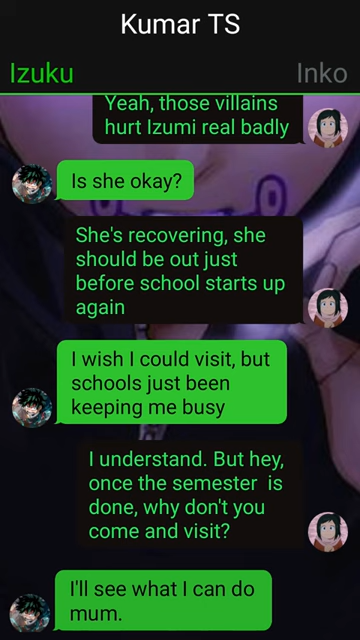 Kumar TS
Izuku Inko
Yeah, those villains
hurt Izumi real badly
Is she okay?
She's recovering, she
should be out just
before school starts up
again
I wish I could visit, but
schools just been
keeping me busy
I understand. But hey,
once the semester  is
done, why don't you
come and visit?
I'll see what I can do
mum.